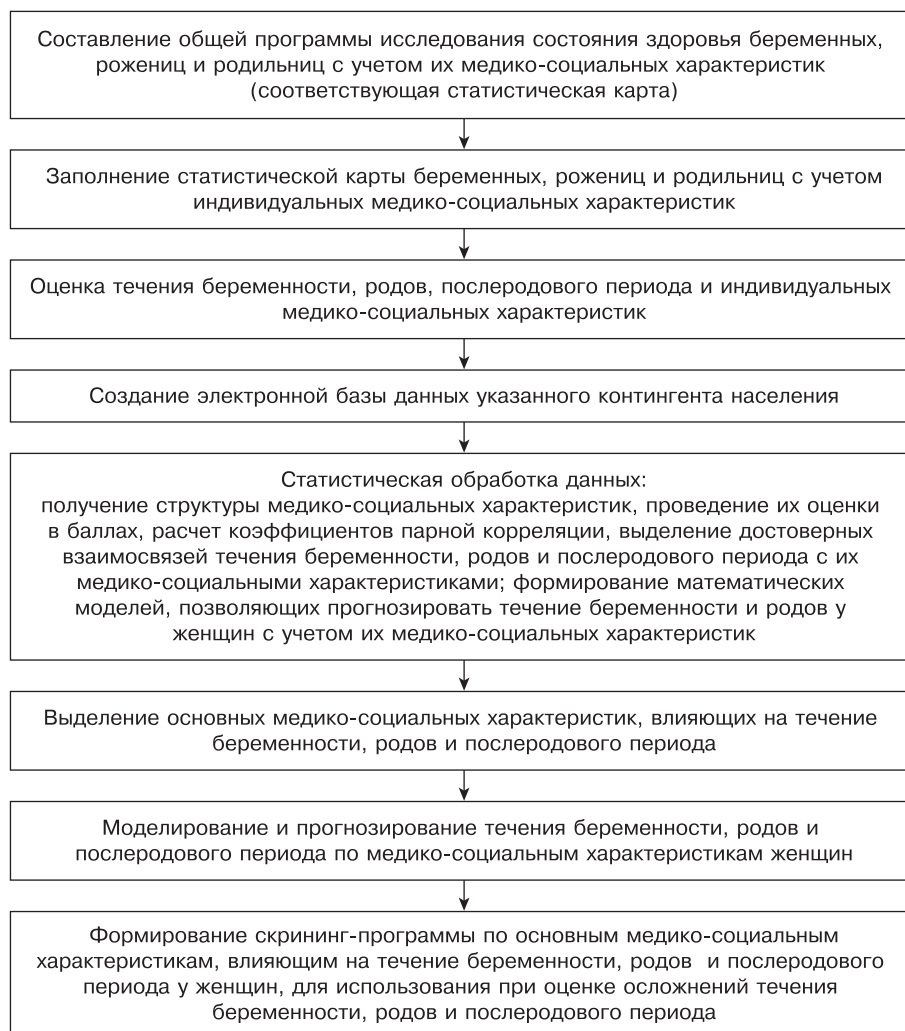 Составление общей программы исследования состояния здоровья беременных,
рожениц и родильниц с учетом их медико-социальных характеристик
(соответствующая статистическая карта)
Заполнение статистической карты беременных, рожениц и родильниц с учетом
индивидуальных медико-социальных характеристик
Оценка течения беременности, родов, послеродового периода и индивидуальных
медико-социальных характеристик
Создание электронной базы данных указанного контингента населения
Статистическая обработка данных:
получение структуры медико-социальных характеристик, проведение их оценки
в баллах, расчет коэффициентов парной корреляции, выделение достоверных
взаимосвязей течения беременности, родов и послеродового периода с их
медико-социальными характеристиками; формирование математических
моделей, позволяющих прогнозировать течение беременности и родов у
женщин с учетом их медико-социальных характеристик
Выделение основных медико-социальных характеристик, влияющих на течение
беременности, родов и послеродового периода
Моделирование и прогнозирование течения беременности, родов и
послеродового периода по медико-социальным характеристикам женщин
Формирование скрининг-программы по основным медико-социальным
характеристикам, влияющим на течение беременности, родов и послеродового
периода у женщин, для использования при оценке осложнений течения
беременности, родов и послеродового периода